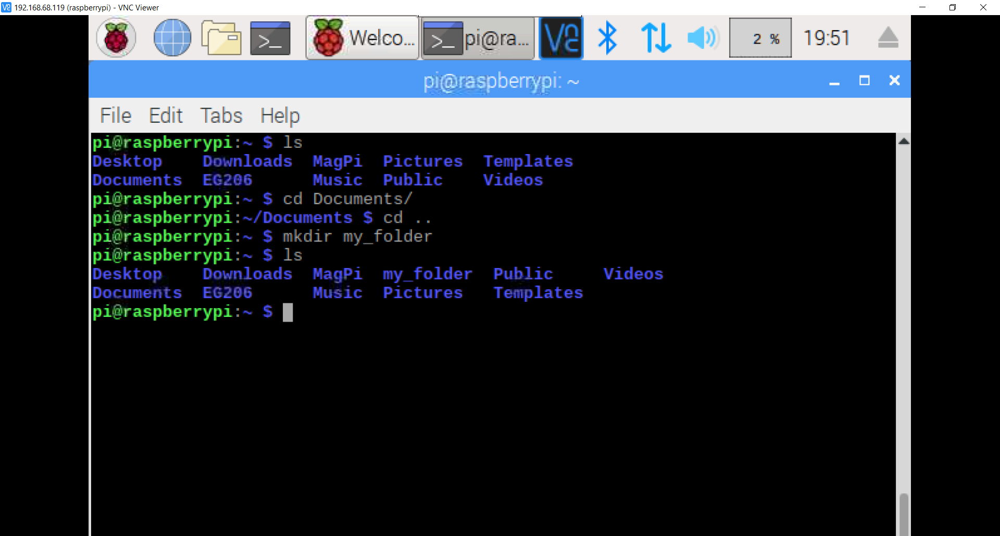 192.168.68.119 (raspberrypi) - VNC Viewer
Welco... pi@ra... 2 % 19:51
pi@raspberrypi: ~
File Edit Tabs Help
pi@raspberrypi:~ $ ls
Desktop Downloads MagPi Pictures Templates
Documents EG206 Music Public Videos
pi@raspberrypi:~ $ cd Documents/
pi@raspberrypi:~/Documents $ cd ..
pi@raspberrypi:~ $ mkdir my_folder
pi@raspberrypi:~ $ ls
Desktop Downloads MagPi my_folder Public Videos
Documents EG206 Music Pictures Templates
pi@raspberrypi:~ $